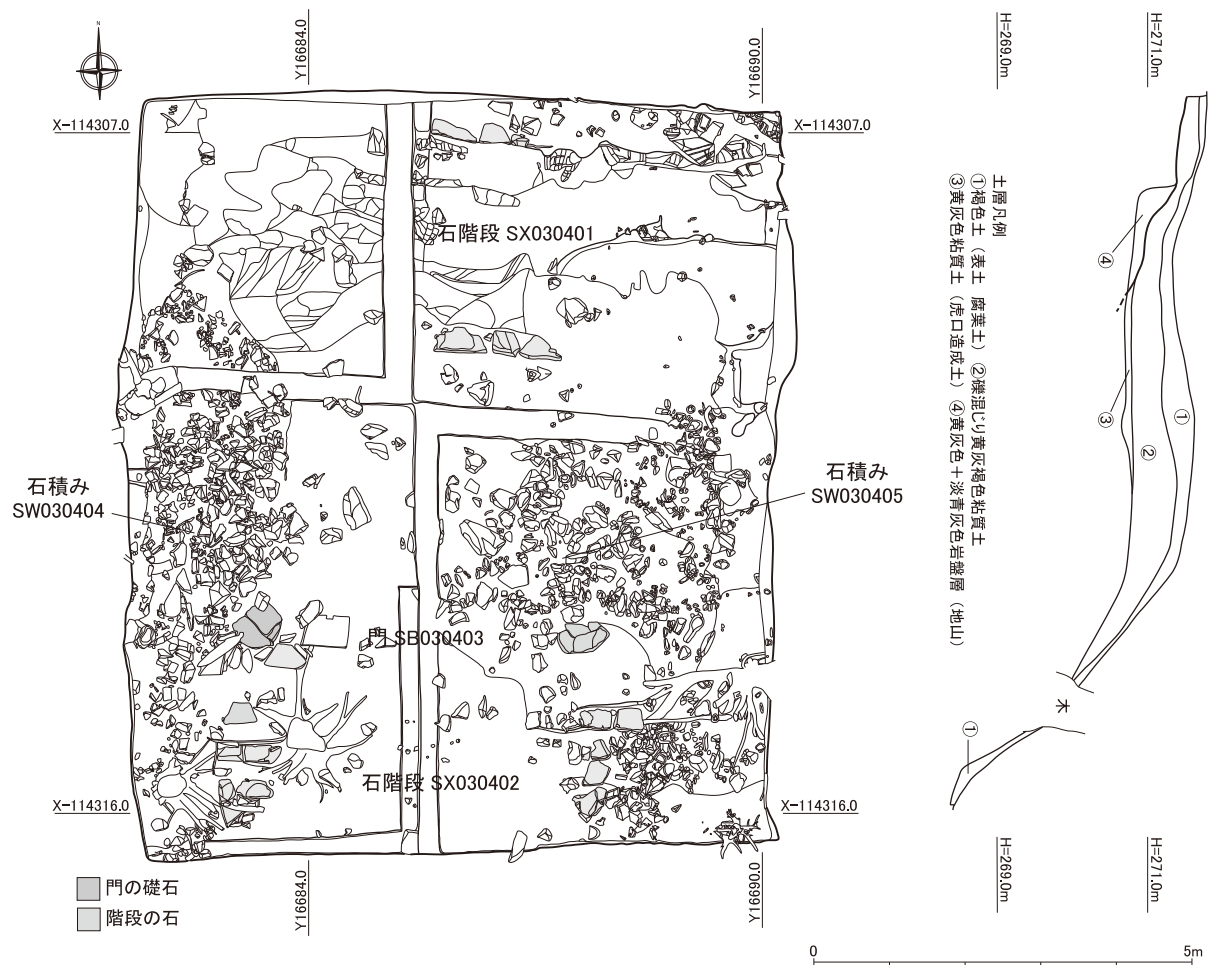 N
Y16684.0
Y16690.0
H=269.0m
H=271.0m
X-114307.0
X-114307.0
土層凡例
①褐色土（表土 腐葉土）②礫混じり黄灰褐色粘質土
③黄灰色粘質土（虎口造成土）④黄灰色＋淡青灰色岩盤層（地山）
石階段 SX030401
④
③
①
②
石積み
SW030404
石積み
SW030405
門 SB030403
木
①
石階段 SX030402
X-114316.0
X-114316.0
Y16684.0
Y16690.0
H=269.0m
H=271.0m
門の礎石
階段の石
0
5m